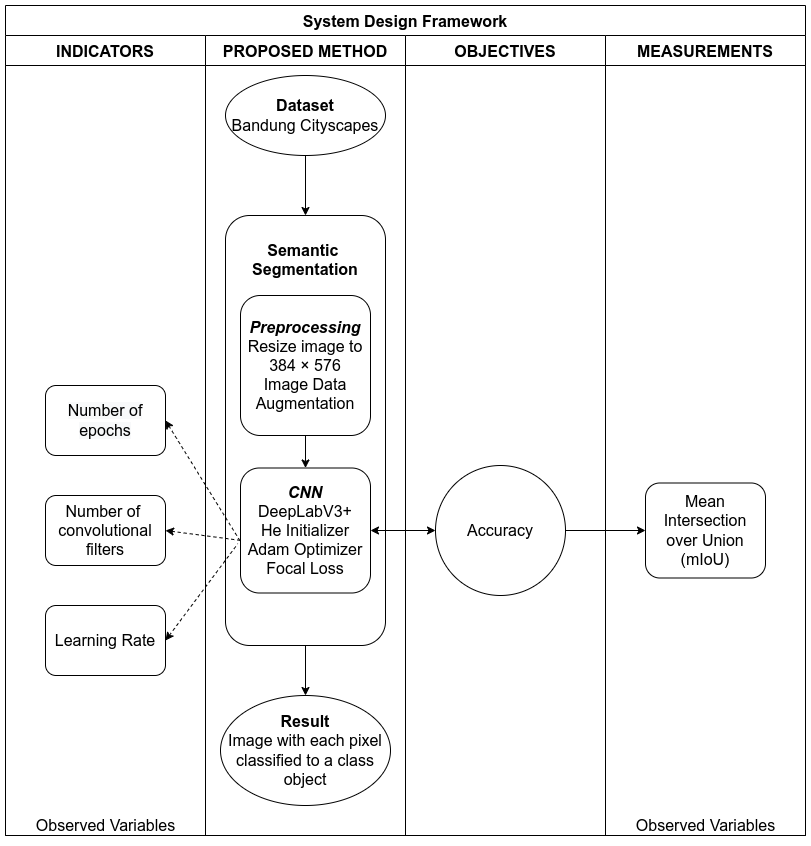 System Design Framework
INDICATORS
PROPOSED METHOD
OBJECTIVES
MEASUREMENTS
Dataset
Bandung Cityscapes
Semantic
Segmentation
Preprocessing
Resize image to
384 × 576
Image Data
Augmentation
Number of
epochs
Number of
convolutional
filters
Learning Rate
CNN
DeepLabV3+
He Initializer
Adam Optimizer
Focal Loss
Accuracy
Mean
Intersection
over Union
(mIoU)
Result
Image with each pixel
classified to a class
object
Observed Variables
Observed Variables